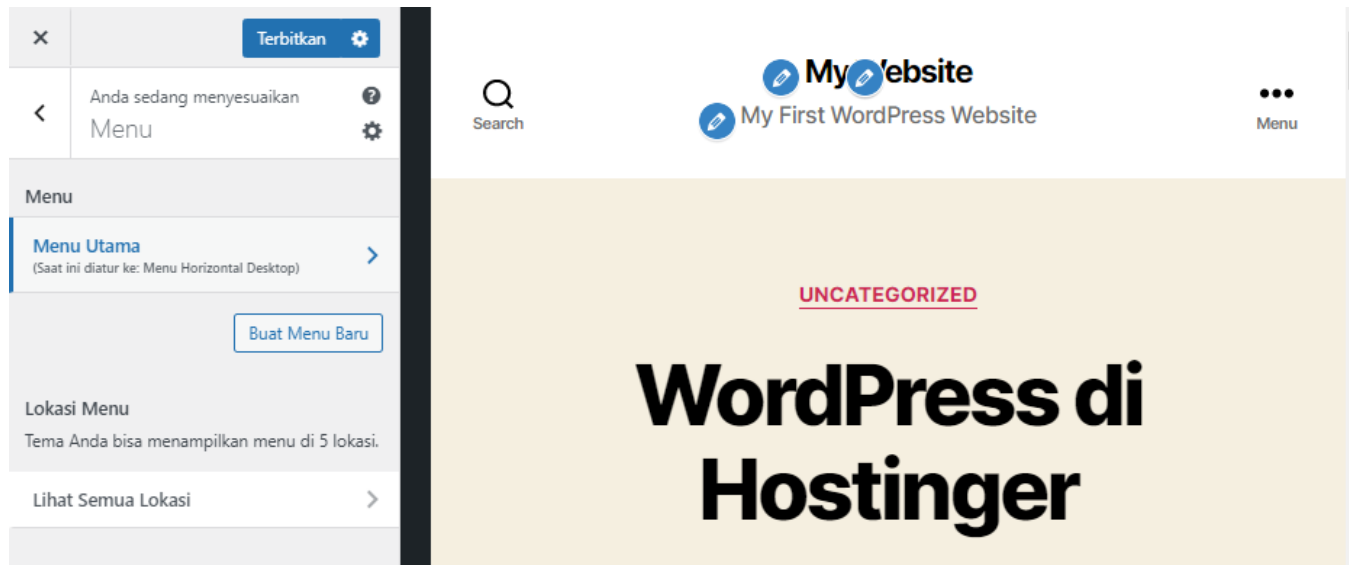 Terbitkan
Anda sedang menyesuaikan
Menu
Menu
Menu Utama
(Saat ini diatur ke: Menu Horizontal Desktop)
Buat Menu Baru
Lokasi Menu
Tema Anda bisa menampilkan menu di 5 lokasi.
Lihat Semua Lokasi
Search
My ebsite
My First WordPress Website
Menu
UNCATEGORIZED
WordPress di
Hostinger